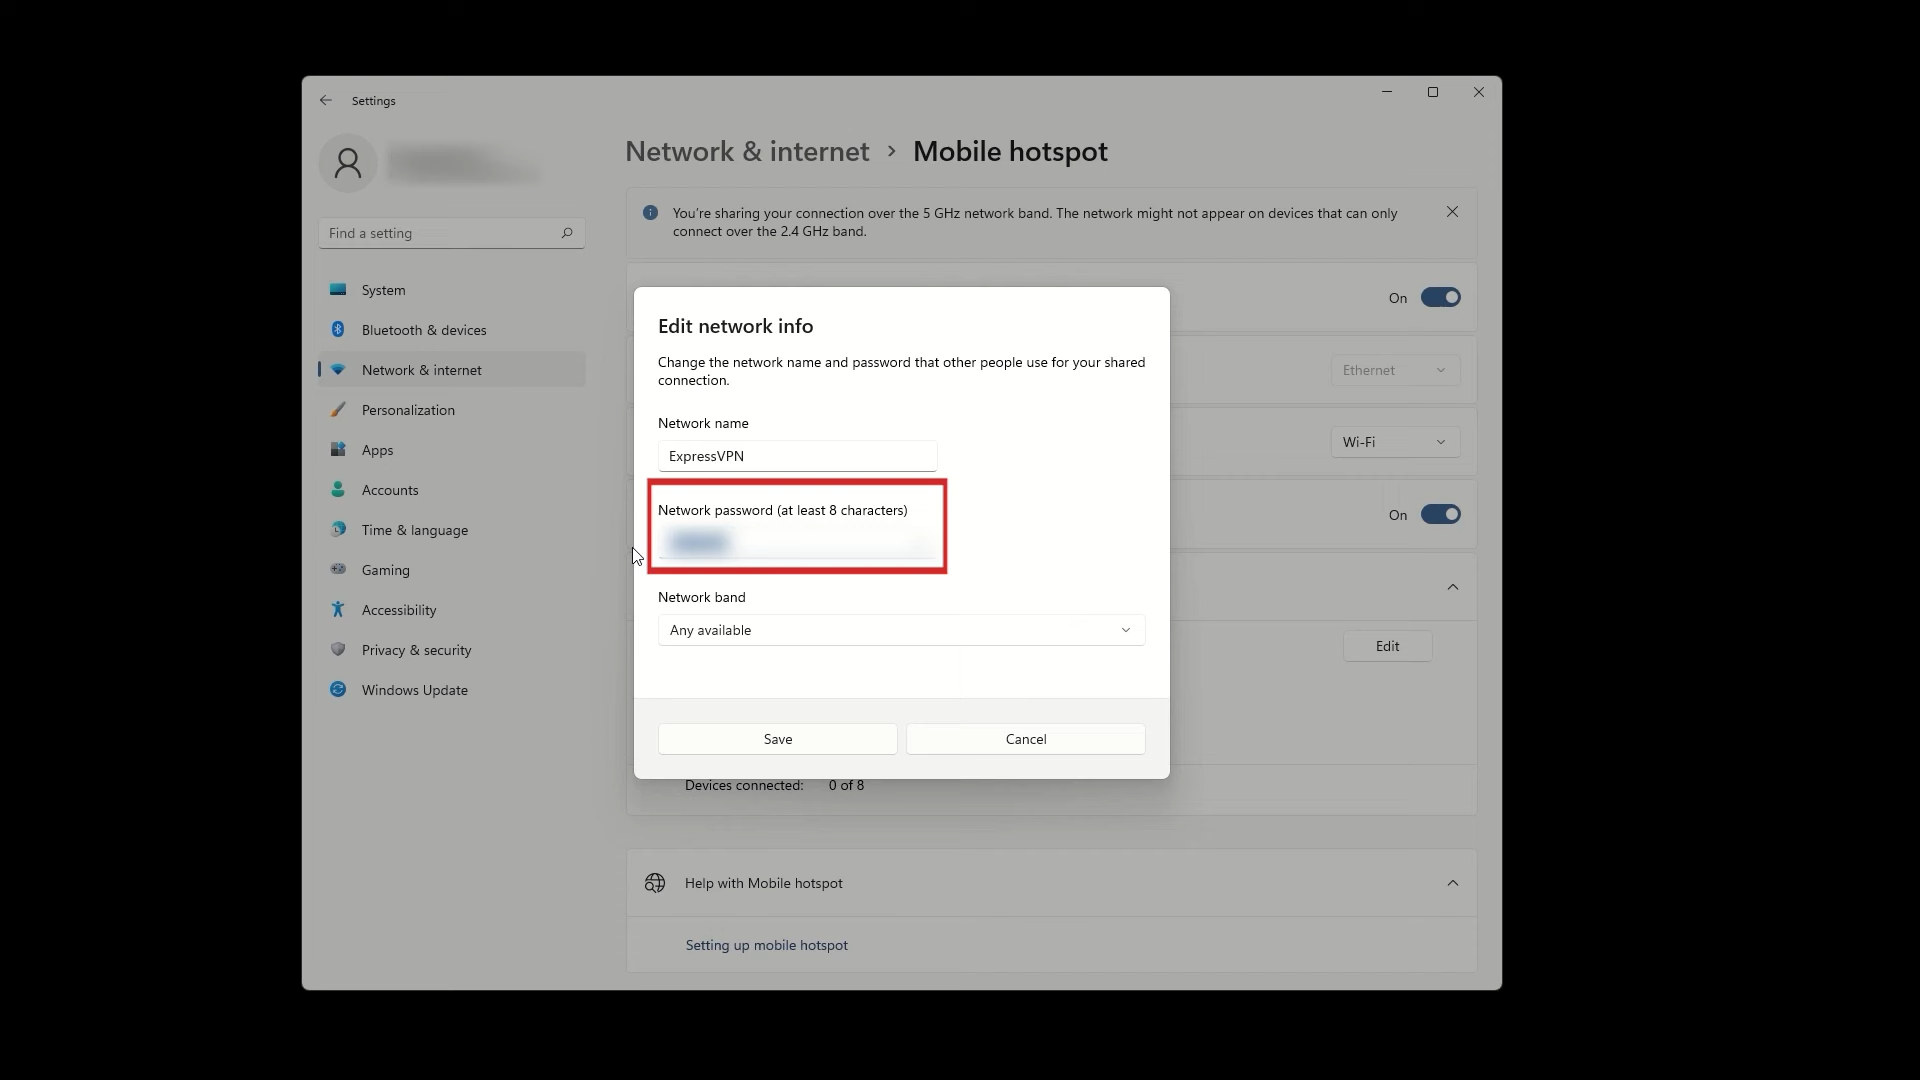 Settings
Network & internet > Mobile hotspot
You're sharing your connection over the 5 GHz network band. The network might not appear on devices that can only
connect over the 2.4 GHz band.
Find a setting
System
Bluetooth & devices
Network & internet
Personalization
Apps
Accounts
Time & language
Gaming
Accessibility
Privacy & security
Windows Update
On
Ethernet
Wi-Fi
On
Edit
Edit network info
Change the network name and password that other people use for your shared
connection.
Network name
ExpressVPN
Network password (at least 8 characters)
Network band
Any available
Save
Cancel
Devices connected: 0 of 8
Help with Mobile hotspot
Setting up mobile hotspot